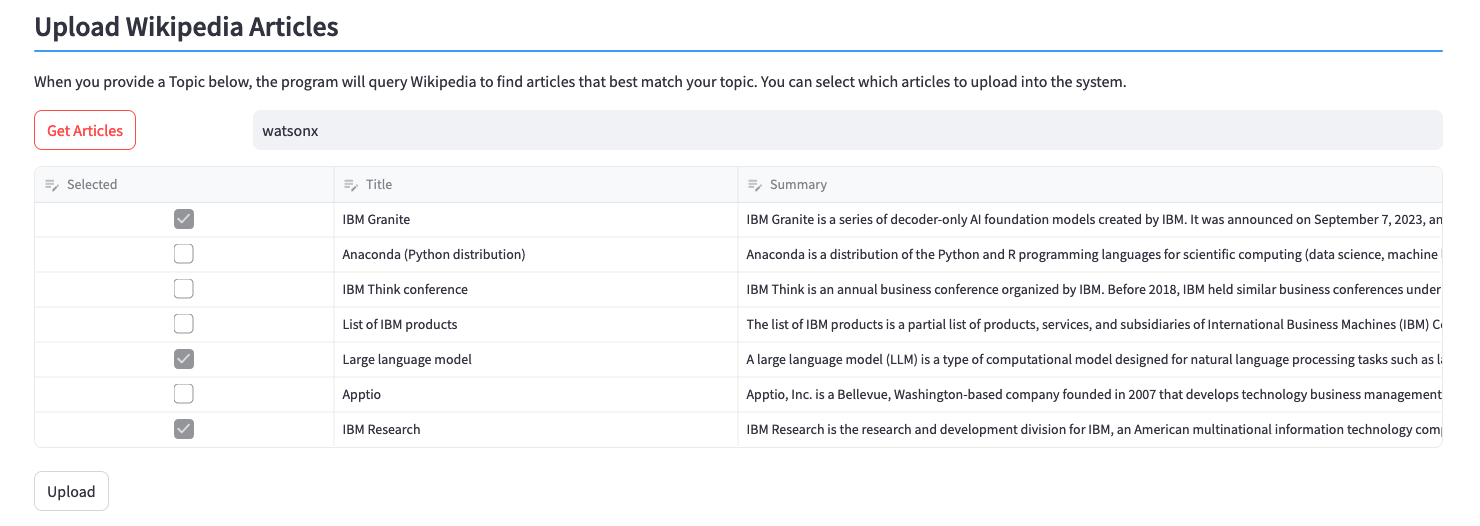 Upload Wikipedia Articles
When you provide a Topic below, the program will query Wikipedia to find articles that best match your topic. You can select which articles to upload into the system.
Get Articles watsonx
Selected Title Summary
IBM Granite IBM Granite is a series of decoder-only AI foundation models created by IBM. It was announced on September 7, 2023, an
Anaconda (Python distribution) Anaconda is a distribution of the Python and R programming languages for scientific computing (data science, machine
IBM Think conference IBM Think is an annual business conference organized by IBM. Before 2018, IBM held similar business conferences under
List of IBM products The list of IBM products is a partial list of products, services, and subsidiaries of International Business Machines (IBM) C
Large language model A large language model (LLM) is a type of computational model designed for natural language processing tasks such as l
Apptio Apptio, Inc. is a Bellevue, Washington-based company founded in 2007 that develops technology business management
IBM Research IBM Research is the research and development division for IBM, an American multinational information technology com
Upload